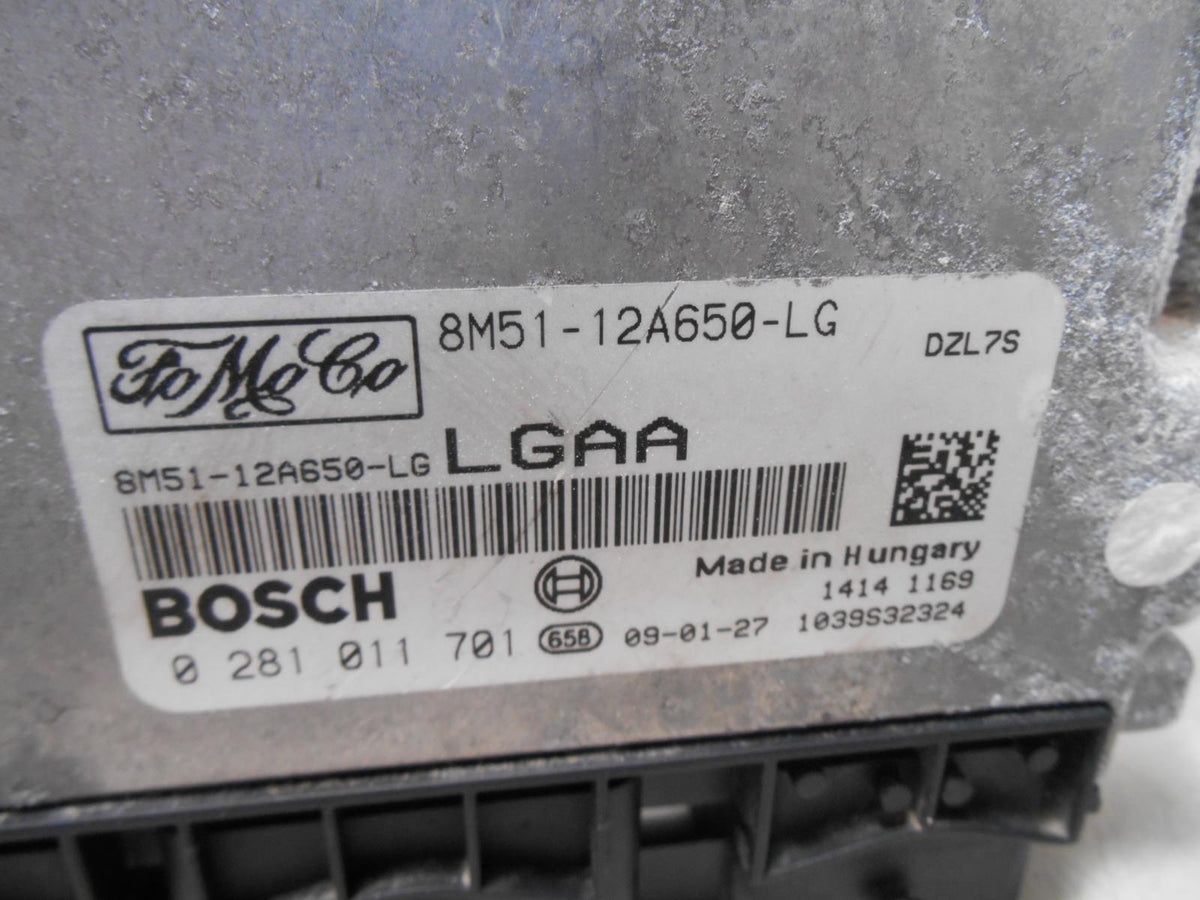 FoMoCo 8M51-12A650-LG DZL7S
8M51-12A650-LG LGAA
BOSCH Made in Hungary
1414 1169
0 281 011 701 658 09-01-27 1039S32324